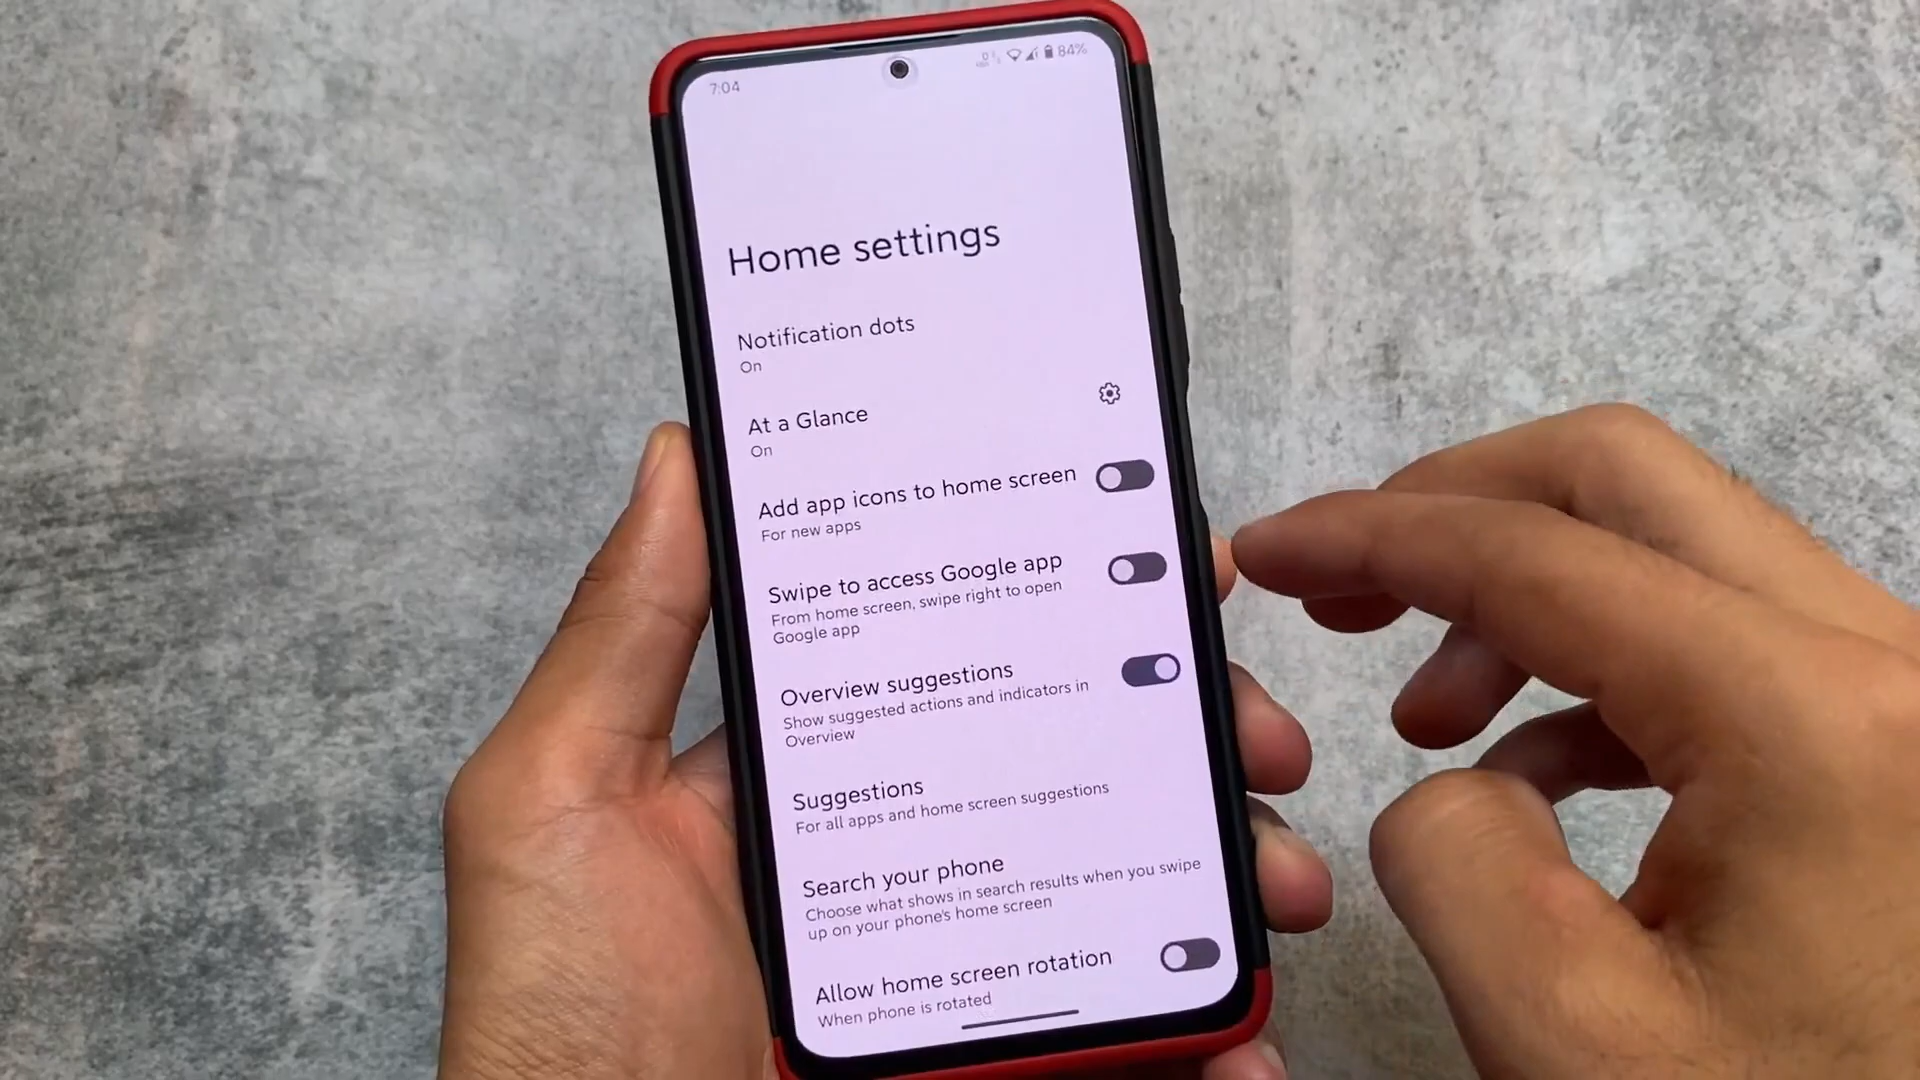 7:04
84%
Home settings
Notification dots
On
At a Glance
On
Add app icons to home screen
For new apps
Swipe to access Google app
From home screen, swipe right to open
Google app
Overview suggestions
Show suggested actions and indicators in
Overview
Suggestions
For all apps and home screen suggestions
Search your phone
Choose what shows in search results when you swipe
up on your phone's home screen
Allow home screen rotation
When phone is rotated